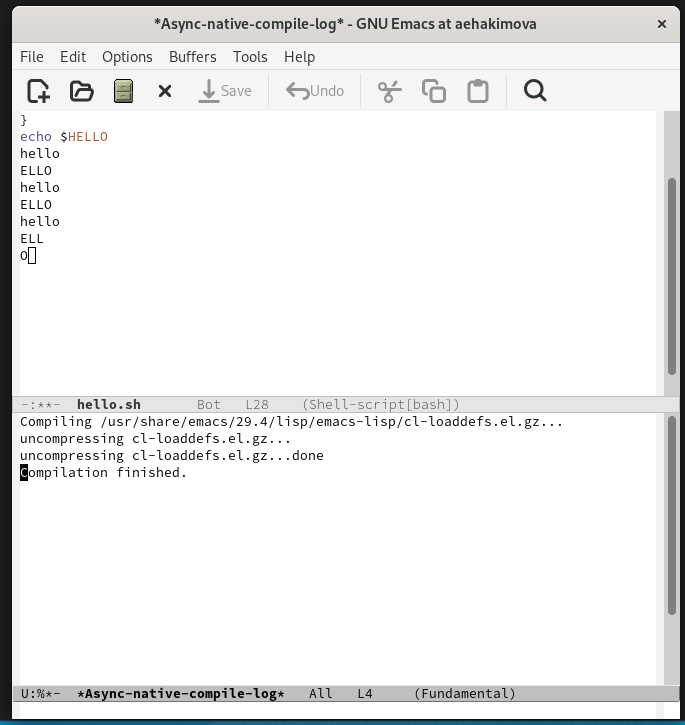 *Async-native-compile-log* - GNU Emacs at aehakimova ×
File Edit Options Buffers Tools Help
Save Undo
}
echo $HELLO
hello
ELLO
hello
ELLO
hello
ELL
O
-:**- hello.sh Bot L28 (Shell-script[bash])
Compiling /usr/share/emacs/29.4/lisp/emacs-lisp/cl-loaddefs.el.gz...
uncompressing cl-loaddefs.el.gz...
uncompressing cl-loaddefs.el.gz...done
Compilation finished.
U:%*- *Async-native-compile-log* All L4 (Fundamental)